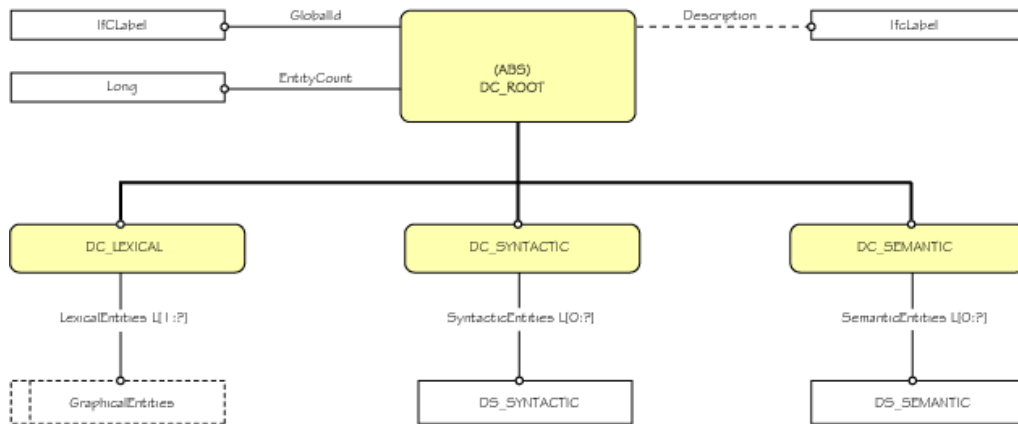 IfCLabel
GlobalId
Description
IfcLabel
(ABS)
DC_ROOT
Long
EntityCount
DC_LEXICAL
DC_SYNTACTIC
DC_SEMANTIC
LexicalEntities L[1:?]
SyntacticEntities L[0:?]
SemanticEntities L[0:?]
GraphicalEntities
DS_SYNTACTIC
DS_SEMANTIC